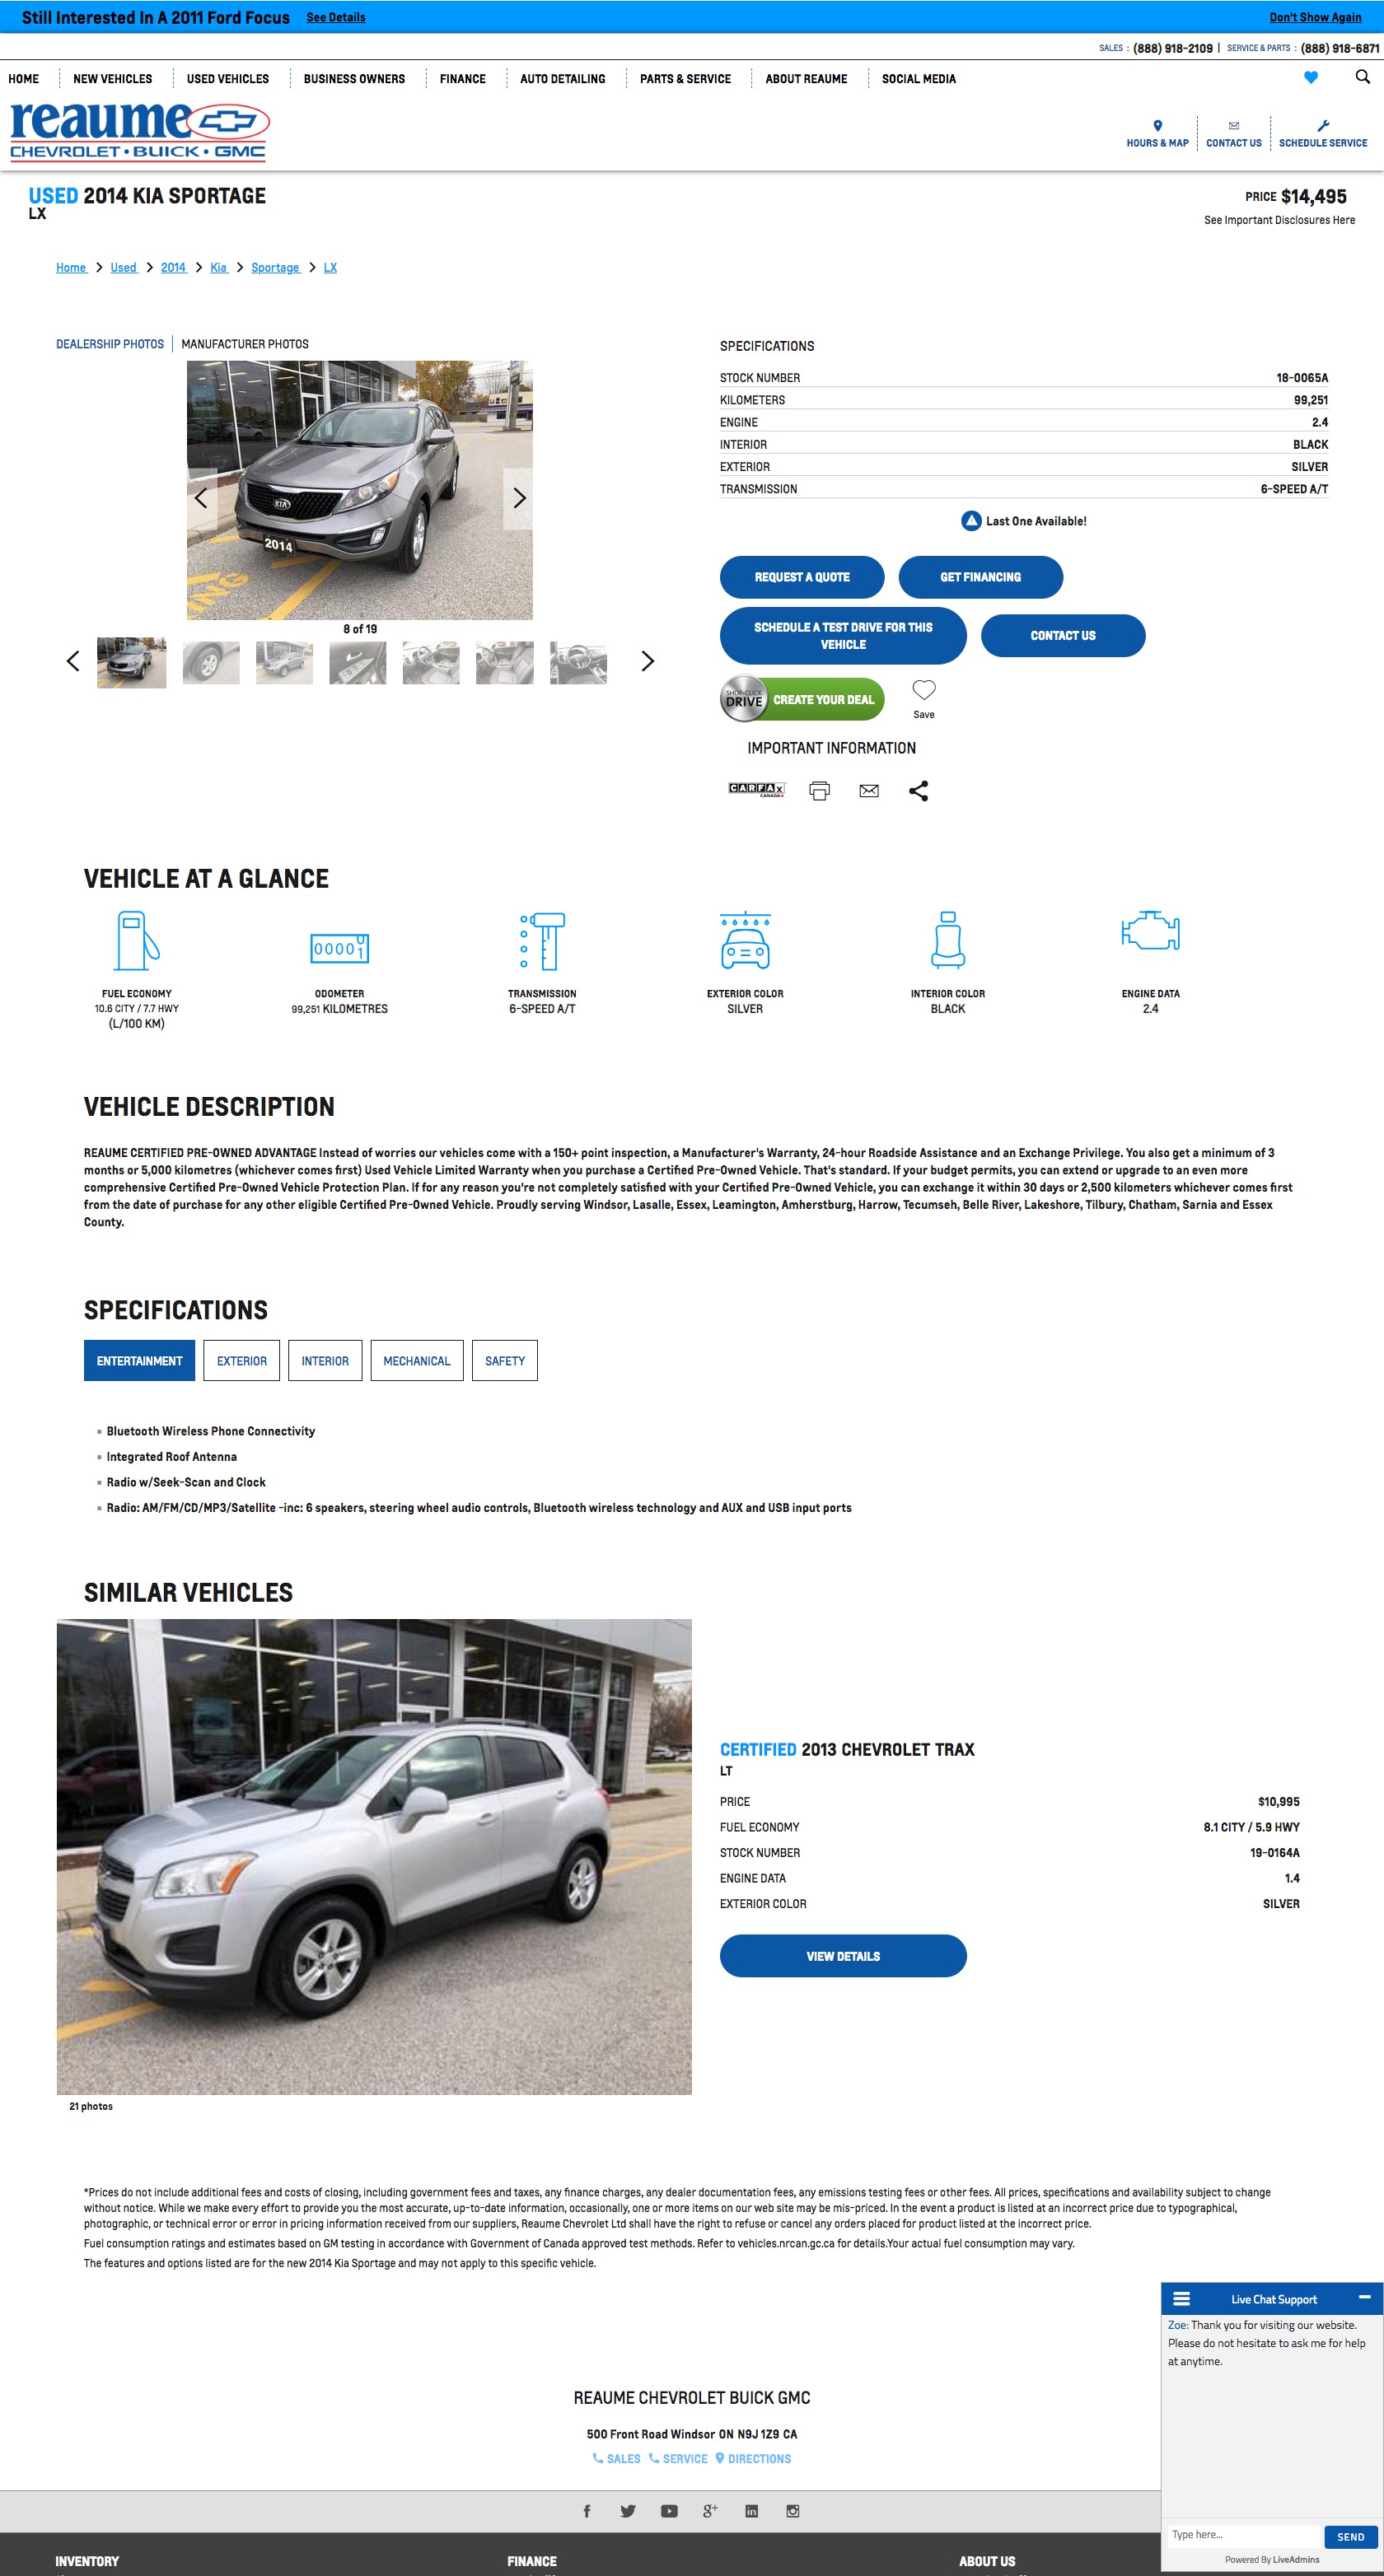 Still Interested In A 2011 Ford Focus See Details Don't Show Again
SALES : (888) 918-2109 | SERVICE & PARTS : (888) 918-6871
HOME NEW VEHICLES USED VEHICLES BUSINESS OWNERS FINANCE AUTO DETAILING PARTS & SERVICE ABOUT REAUME SOCIAL MEDIA
reaume
CHEVROLET • BUICK • GMC
HOURS & MAP CONTACT US SCHEDULE SERVICE
USED 2014 KIA SPORTAGE
LX
PRICE $14,495
See Important Disclosures Here
Home > Used > 2014 > Kia > Sportage > LX
DEALERSHIP PHOTOS MANUFACTURER PHOTOS
KIA
2014
8 of 19
SPECIFICATIONS
STOCK NUMBER 18-0065A
KILOMETERS 99,251
ENGINE 2.4
INTERIOR BLACK
EXTERIOR SILVER
TRANSMISSION 6-SPEED A/T
Last One Available!
REQUEST A QUOTE GET FINANCING
SCHEDULE A TEST DRIVE FOR THIS
VEHICLE
CONTACT US
SHOP-CLICK
DRIVE CREATE YOUR DEAL
Save
IMPORTANT INFORMATION
CARFAX
CANADA
VEHICLE AT A GLANCE
00001
FUEL ECONOMY
10.6 CITY / 7.7 HWY
(L/100 KM)
ODOMETER
99,251 KILOMETRES
TRANSMISSION
6-SPEED A/T
EXTERIOR COLOR
SILVER
INTERIOR COLOR
BLACK
ENGINE DATA
2.4
VEHICLE DESCRIPTION
REAUME CERTIFIED PRE-OWNED ADVANTAGE Instead of worries our vehicles come with a 150+ point inspection, a Manufacturer's Warranty, 24-hour Roadside Assistance and an Exchange Privilege. You also get a minimum of 3
months or 5,000 kilometres (whichever comes first) Used Vehicle Limited Warranty when you purchase a Certified Pre-Owned Vehicle. That's standard. If your budget permits, you can extend or upgrade to an even more
comprehensive Certified Pre-Owned Vehicle Protection Plan. If for any reason you're not completely satisfied with your Certified Pre-Owned Vehicle, you can exchange it within 30 days or 2,500 kilometers whichever comes first
from the date of purchase for any other eligible Certified Pre-Owned Vehicle. Proudly serving Windsor, Lasalle, Essex, Leamington, Amherstburg, Harrow, Tecumseh, Belle River, Lakeshore, Tilbury, Chatham, Sarnia and Essex
County.
SPECIFICATIONS
ENTERTAINMENT EXTERIOR INTERIOR MECHANICAL SAFETY
Bluetooth Wireless Phone Connectivity
Integrated Roof Antenna
Radio w/Seek-Scan and Clock
Radio: AM/FM/CD/MP3/Satellite -inc: 6 speakers, steering wheel audio controls, Bluetooth wireless technology and AUX and USB input ports
SIMILAR VEHICLES
CERTIFIED 2013 CHEVROLET TRAX
LT
PRICE $10,995
FUEL ECONOMY 8.1 CITY / 5.9 HWY
STOCK NUMBER 19-0164A
ENGINE DATA 1.4
EXTERIOR COLOR SILVER
VIEW DETAILS
21 photos
*Prices do not include additional fees and costs of closing, including government fees and taxes, any finance charges, any dealer documentation fees, any emissions testing fees or other fees. All prices, specifications and availability subject to change
without notice. While we make every effort to provide you the most accurate, up-to-date information, occasionally, one or more items on our web site may be mis-priced. In the event a product is listed at an incorrect price due to typographical,
photographic, or technical error or error in pricing information received from our suppliers, Reaume Chevrolet Ltd shall have the right to refuse or cancel any orders placed for product listed at the incorrect price.
Fuel consumption ratings and estimates based on GM testing in accordance with Government of Canada approved test methods. Refer to vehicles.nrcan.gc.ca for details.Your actual fuel consumption may vary.
The features and options listed are for the new 2014 Kia Sportage and may not apply to this specific vehicle.
Live Chat Support
Zoe: Thank you for visiting our website.
Please do not hesitate to ask me for help
at anytime.
Type here...
SEND
Powered By LiveAdmins
REAUME CHEVROLET BUICK GMC
500 Front Road Windsor ON N9J 1Z9 CA
SALES SERVICE DIRECTIONS
INVENTORY FINANCE ABOUT US